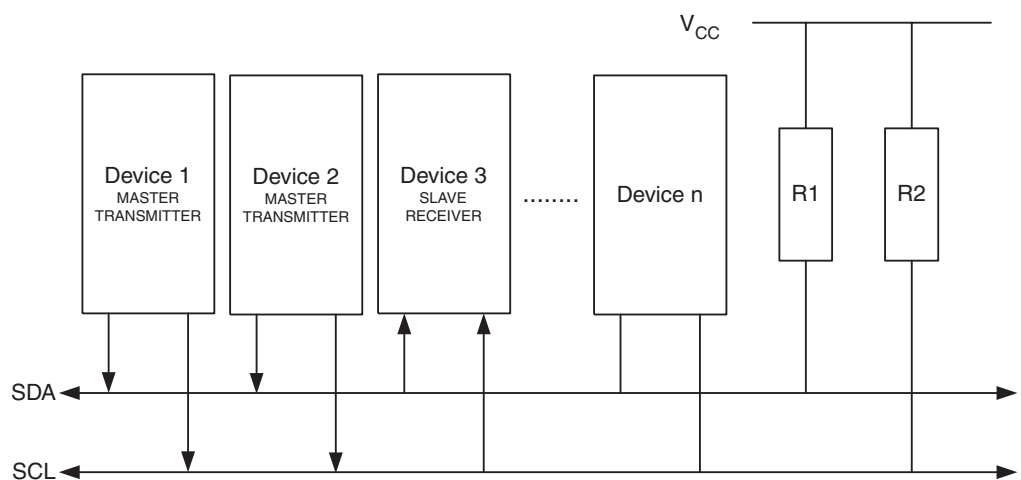 VCC
Device 1
MASTER
TRANSMITTER
Device 2
MASTER
TRANSMITTER
Device 3
SLAVE
RECEIVER
........
Device n
R1
R2
SDA
SCL